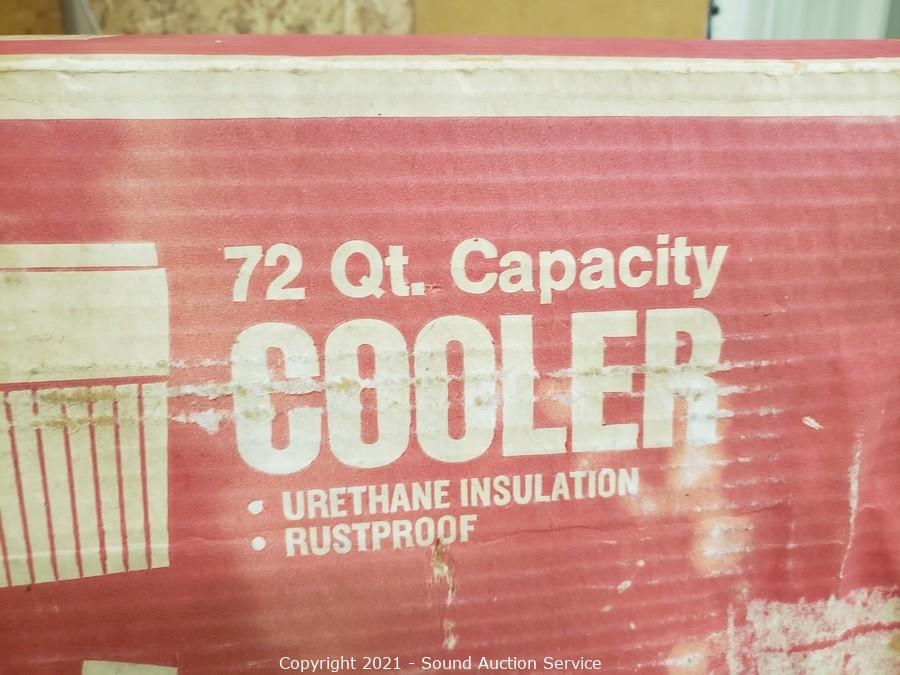 72 Qt. Capacity
COOLER
• URETHANE INSULATION
• RUSTPROOF
Copyright 2021 - Sound Auction Service